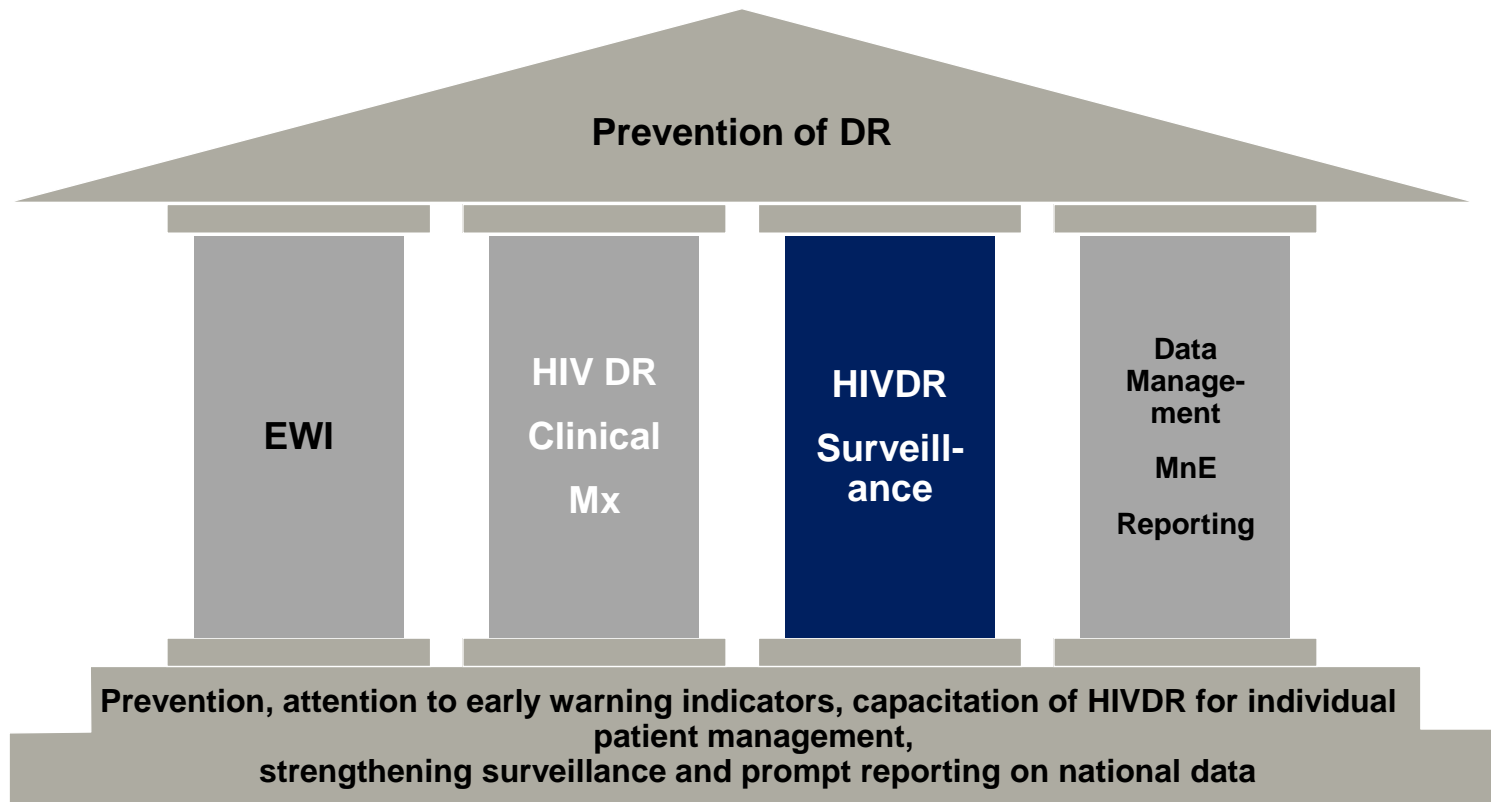 Prevention of DR
EWI
HIV DR
Clinical
Mx
HIVDR
Surveill-
ance
Data
Manage-
ment
MnE
Reporting
Prevention, attention to early warning indicators, capacitation of HIVDR for individual
patient management,
strengthening surveillance and prompt reporting on national data